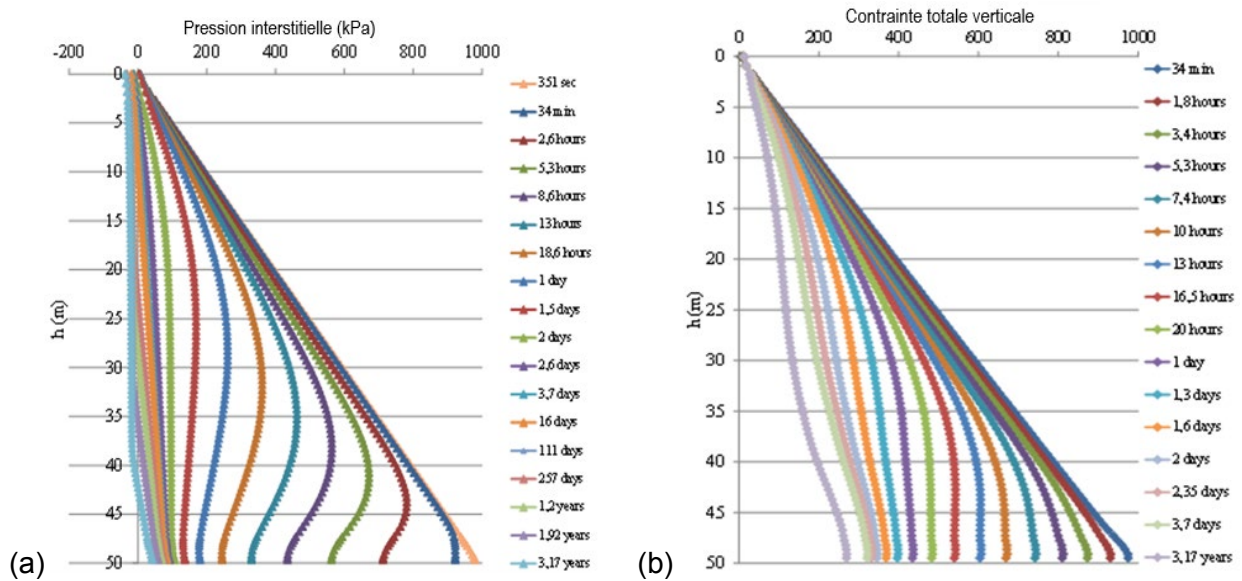 Pression interstitielle (kPa)
-200 0 200 400 600 800 1000
0
5
10
15
20
25
30
35
40
45
50
h (m)
351 sec
34 min
2,6 hours
5,3 hours
8,6 hours
13 hours
18,6 hours
1 day
1,5 days
2 days
2,6 days
3,7 days
16 days
111 days
257 days
1,2 years
1,92 years
3,17 years
(a)
Contrainte totale verticale
0 200 400 600 800 1000
0
5
10
15
20
25
30
35
40
45
50
h (m)
34 min
1,8 hours
3,4 hours
5,3 hours
7,4 hours
10 hours
13 hours
16,5 hours
20 hours
1 day
1,3 days
1,6 days
2 days
2,35 days
3,7 days
3,17 years
(b)